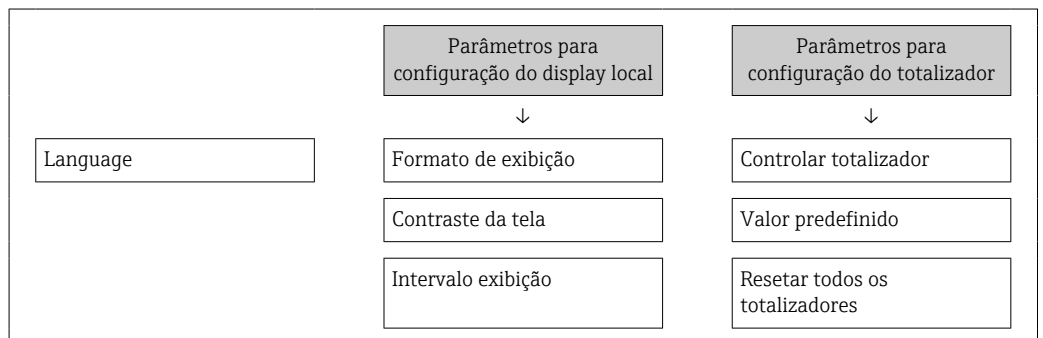 Parâmetros para
configuração do display local
Parâmetros para
configuração do totalizador
↓
↓
Language
Formato de exibição
Controlar totalizador
Contraste da tela
Valor predefinido
Intervalo exibição
Resetar todos os
totalizadores